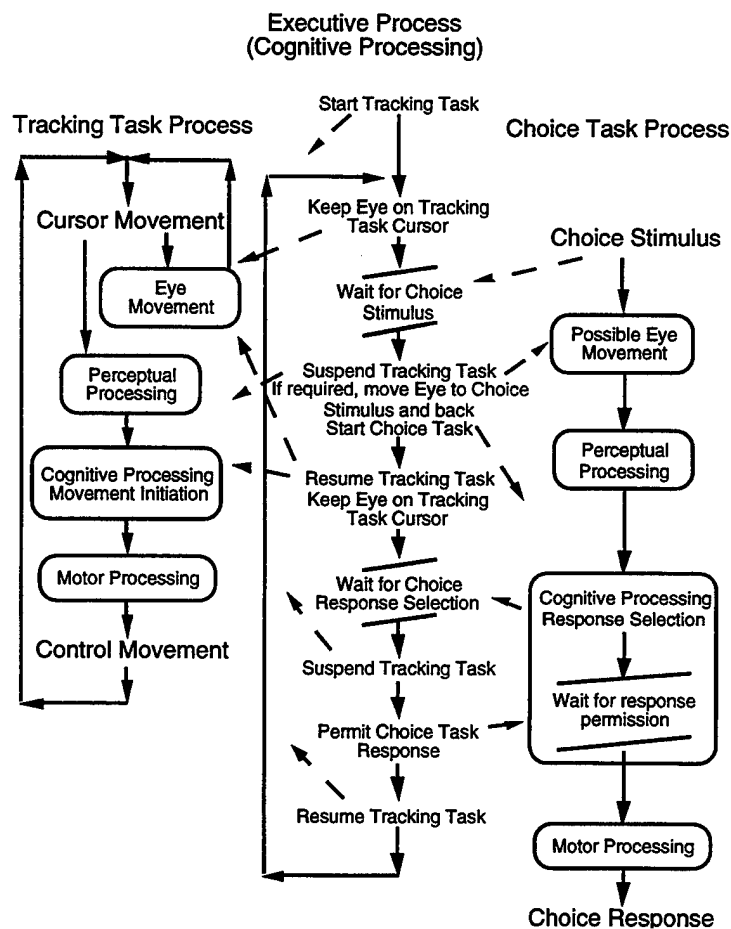 Executive Process
(Cognitive Processing)
Tracking Task Process
Cursor Movement
Eye
Movement
Perceptual
Processing
Cognitive Processing
Movement Initiation
Motor Processing
Control Movement
Start Tracking Task
Keep Eye on Tracking
Task Cursor
Wait for Choice
Stimulus
Suspend Tracking Task
If required, move Eye to Choice
Stimulus and back
Start Choice Task
Resume Tracking Task
Keep Eye on Tracking
Task Cursor
Wait for Choice
Response Selection
Suspend Tracking Task
Permit Choice Task
Response
Resume Tracking Task
Choice Task Process
Choice Stimulus
Possible Eye
Movement
Perceptual
Processing
Cognitive Processing
Response Selection
Wait for response
permission
Motor Processing
Choice Response